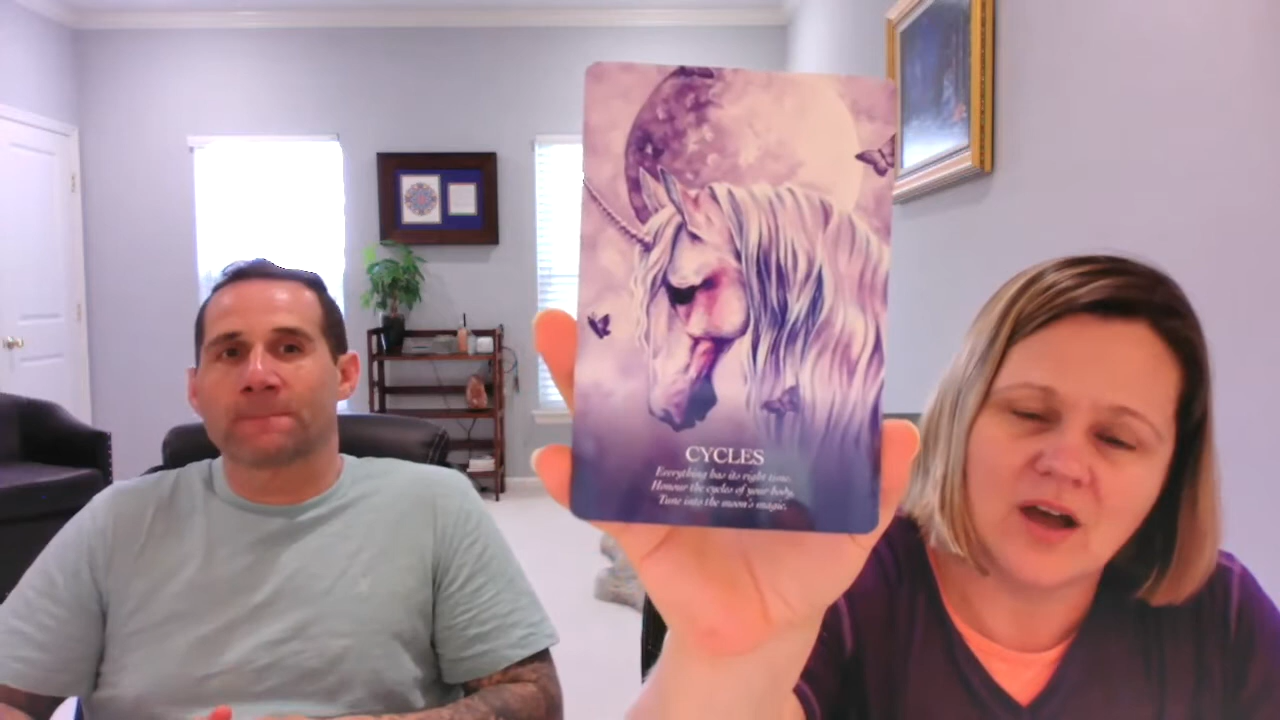 CYCLES
Everything has its right time.
Honour the cycles of your body.
Tune into the moon's magic.